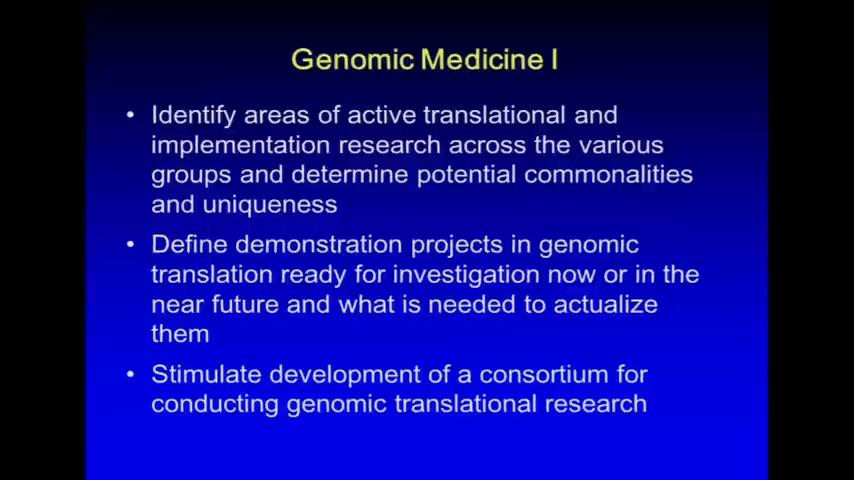 Genomic Medicine I
• Identify areas of active translational and
implementation research across the various
groups and determine potential commonalities
and uniqueness
• Define demonstration projects in genomic
translation ready for investigation now or in the
near future and what is needed to actualize
them
• Stimulate development of a consortium for
conducting genomic translational research